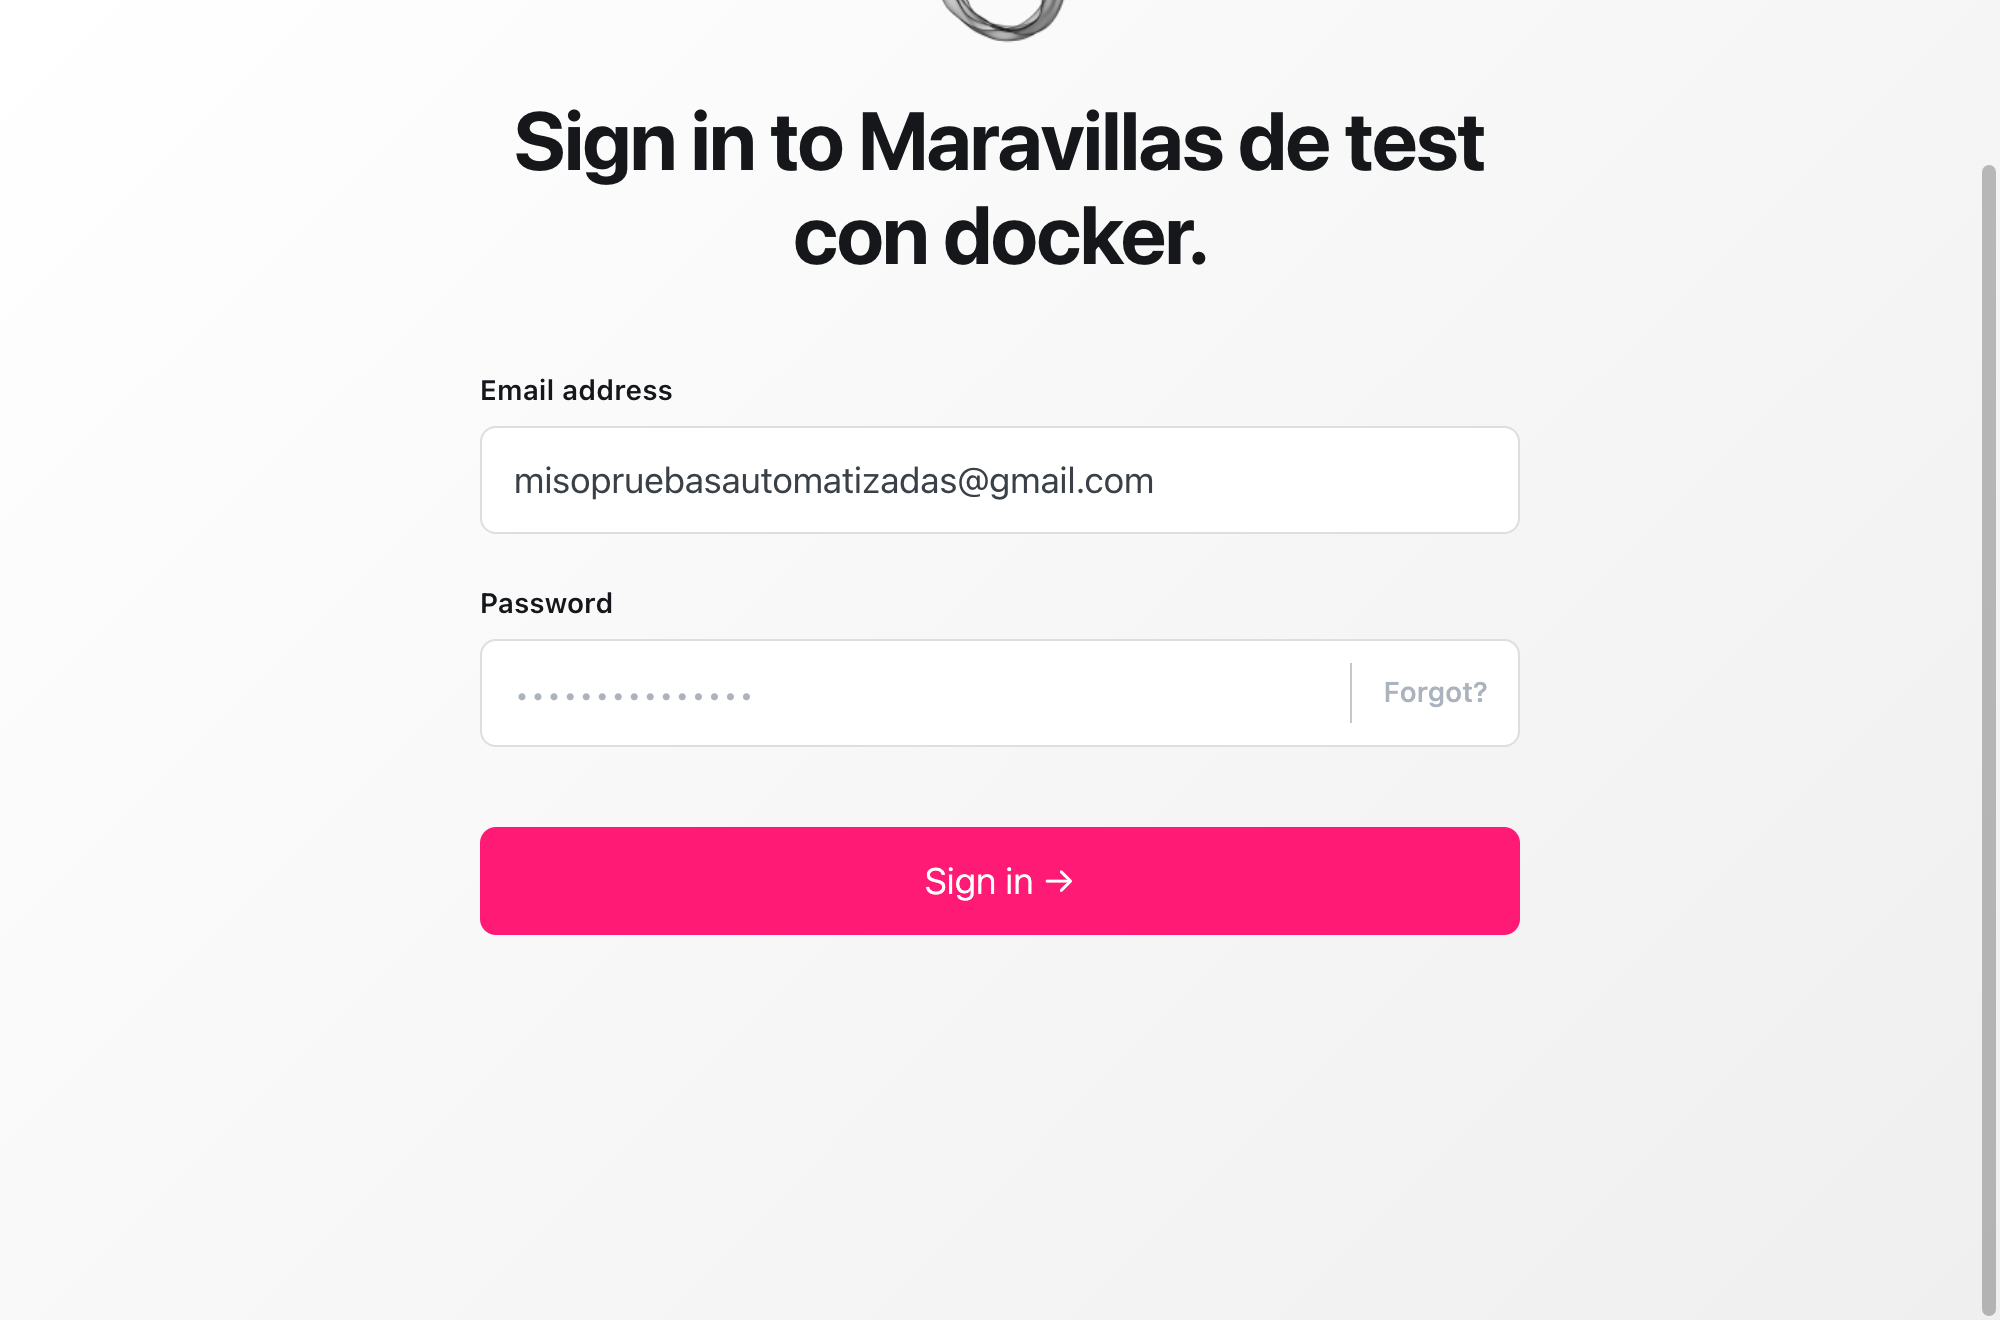 Sign in to Maravillas de test
con docker.
Email address
misopruebasautomatizadas@gmail.com
Password
•••••••••••••••
Forgot?
Sign in →